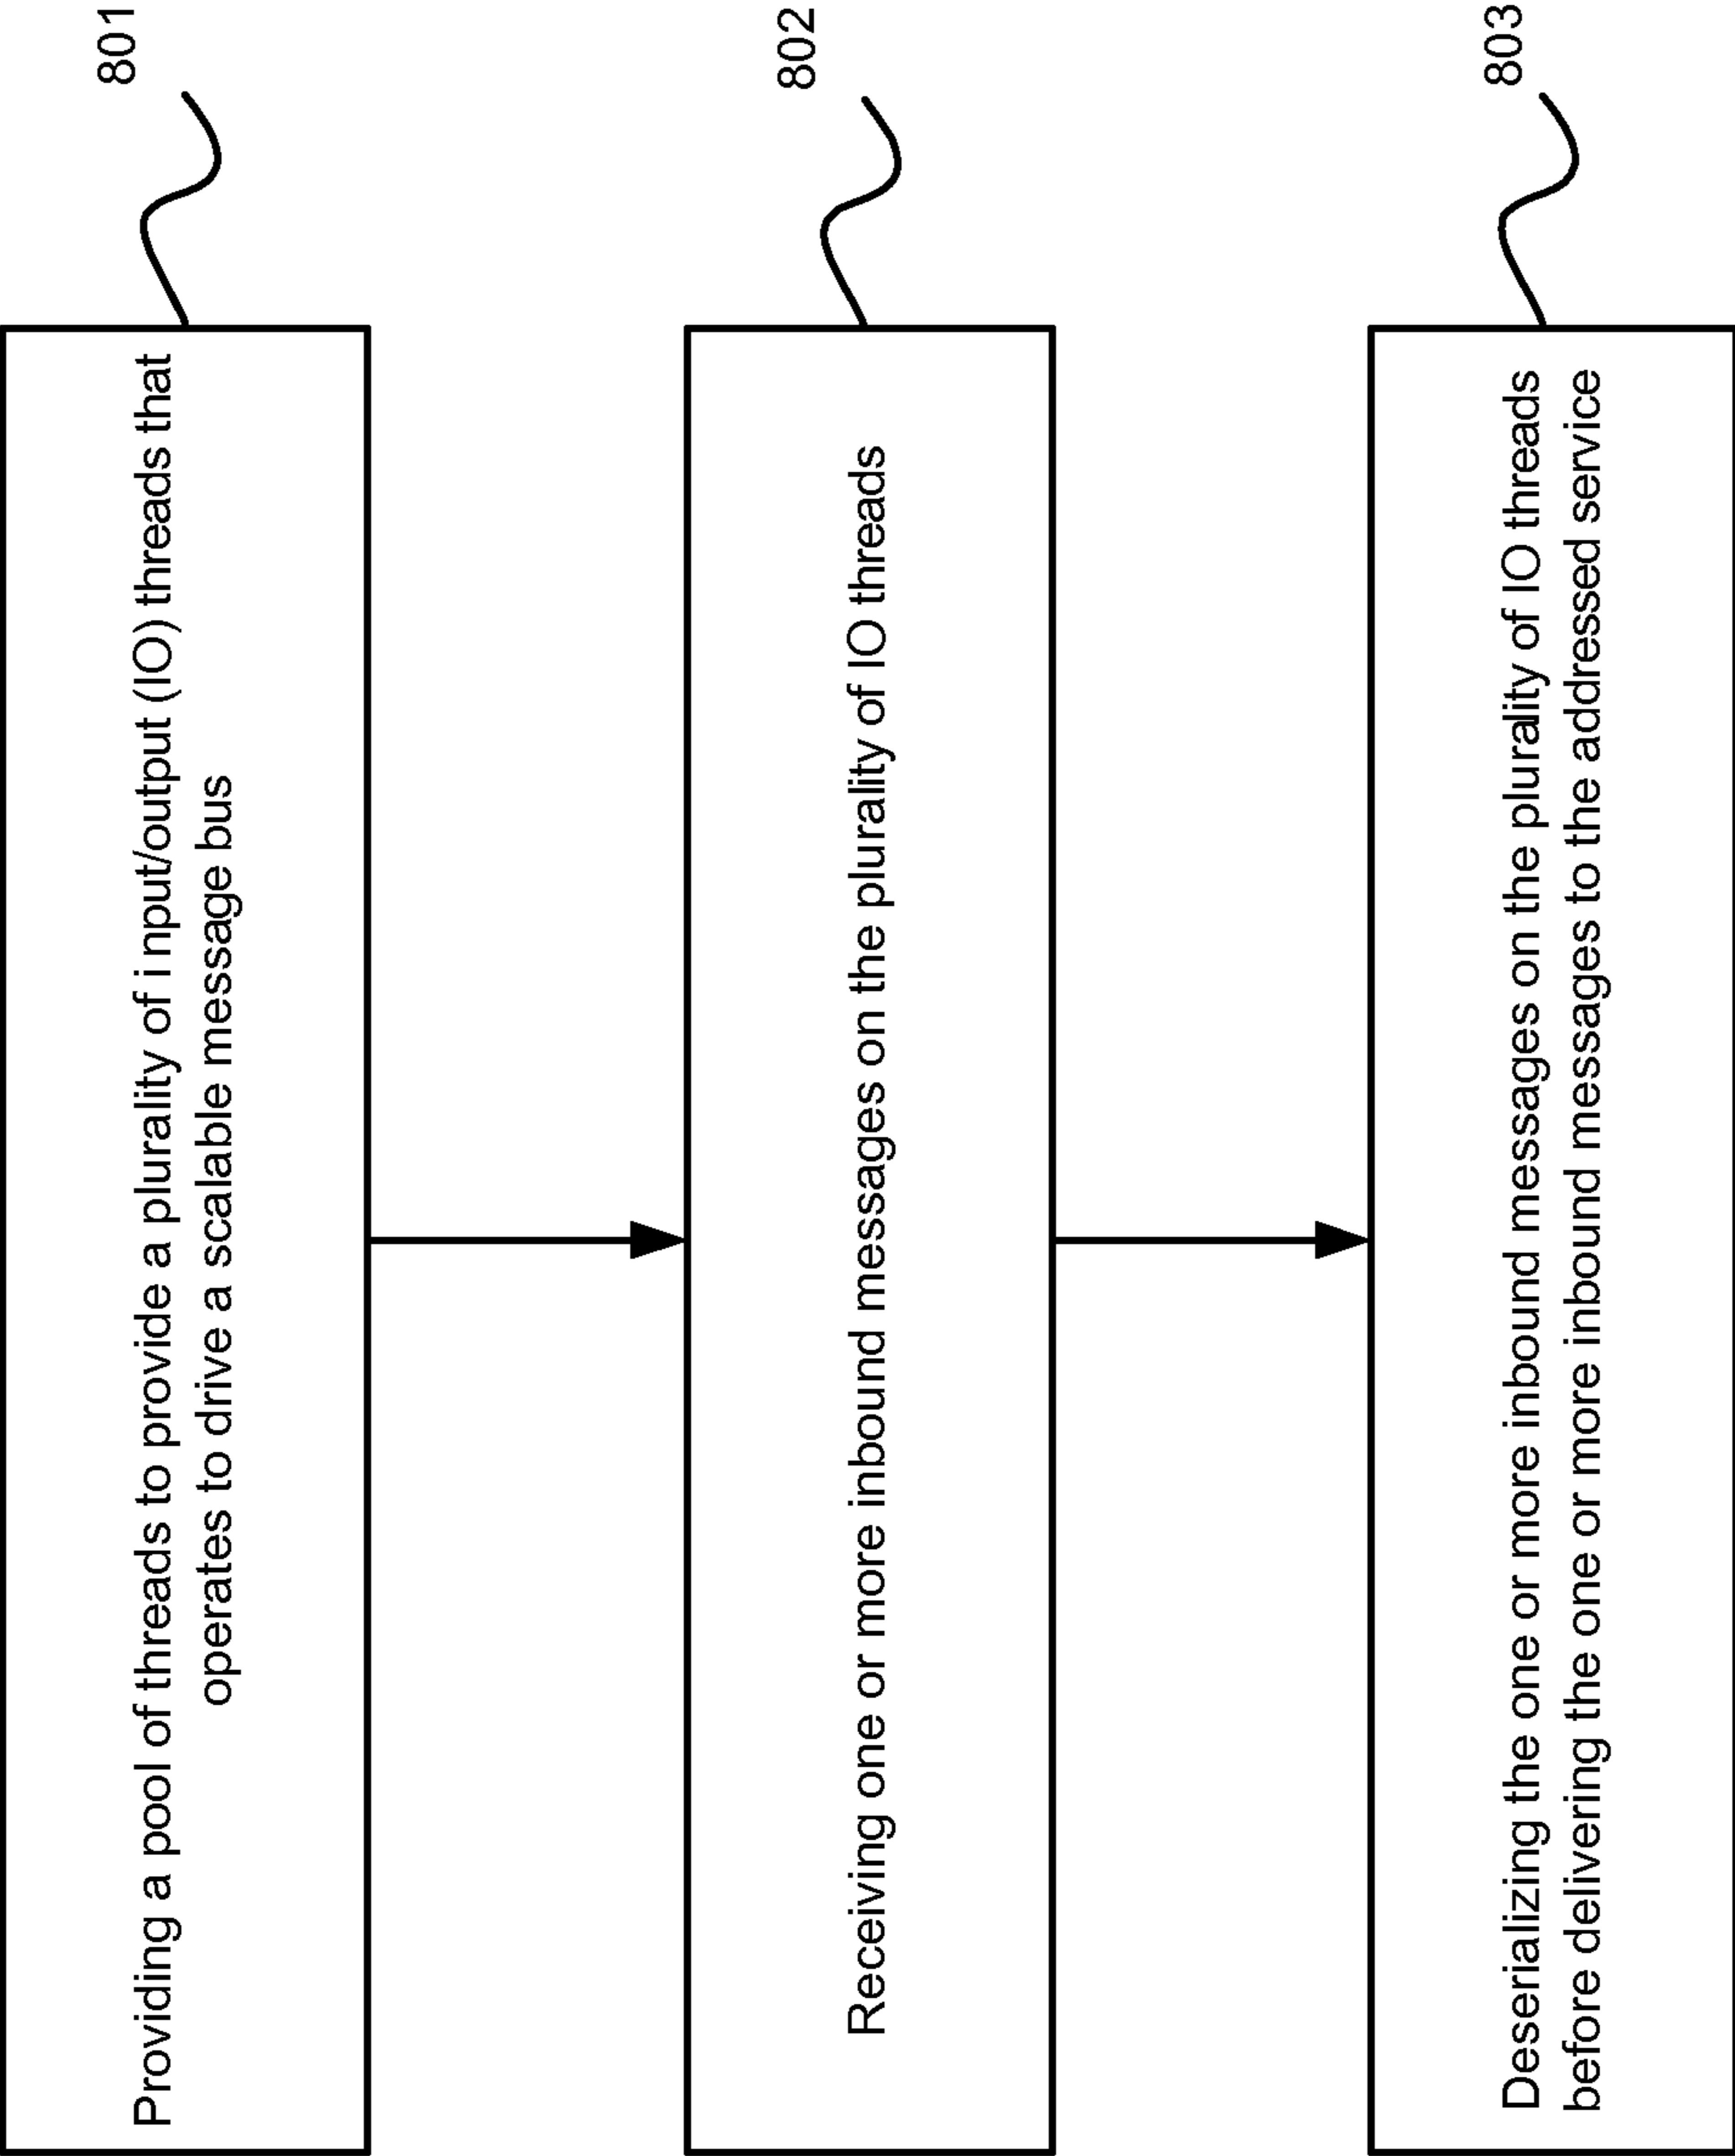 Providing a pool of threads to provide a plurality of i nput/output (IO) threads that
operates to drive a scalable message bus
801
Receiving one or more inbound messages on the plurality of IO threads
802
Deserializing the one or more inbound messages on the plurality of IO threads
before delivering the one or more inbound messages to the addressed service
803